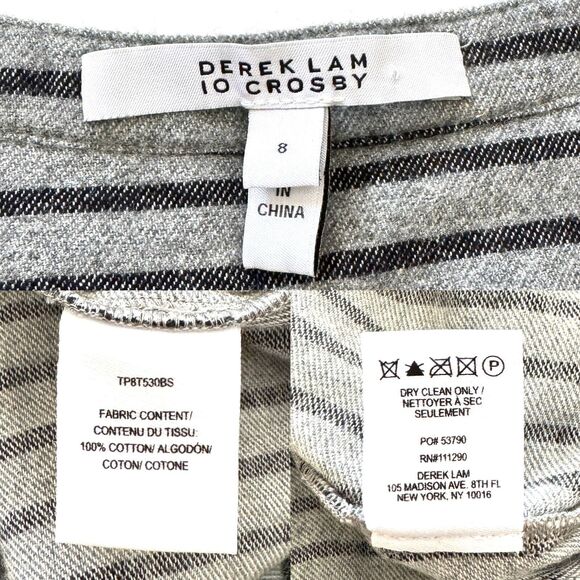 DEREK LAM
10 CROSBY
8
IN
CHINA
TP8T530BS
FABRIC CONTENT/
CONTENU DU TISSU:
100% COTTON/ ALGODÓN/
COTON/ COTONE
P
DRY CLEAN ONLY /
NETTOYER À SEC
SEULEMENT
PO# 53790
RN#111290
DEREK LAM
105 MADISON AVE. 8TH FL
NEW YORK, NY 10016